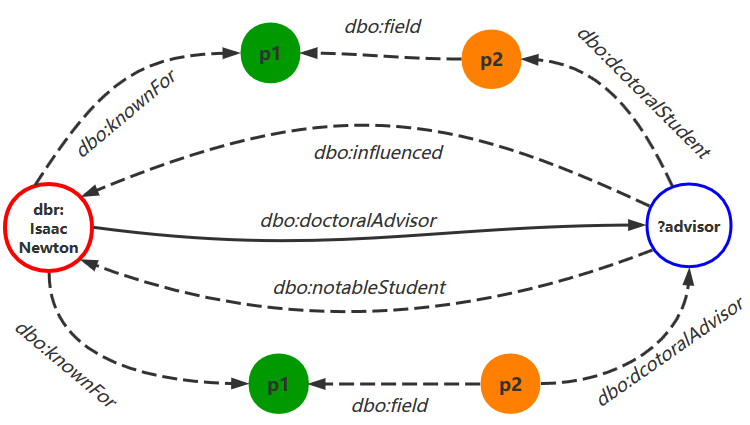 dbo:field
p1
p2
dbo:knownFor
dbo:dcotoralStudent
dbo:influenced
dbr:
Isaac
Newton
dbo:doctoralAdvisor
?advisor
dbo:notableStudent
dbo:knownFor
dbo:dcotoralAdvisor
p1
p2
dbo:field